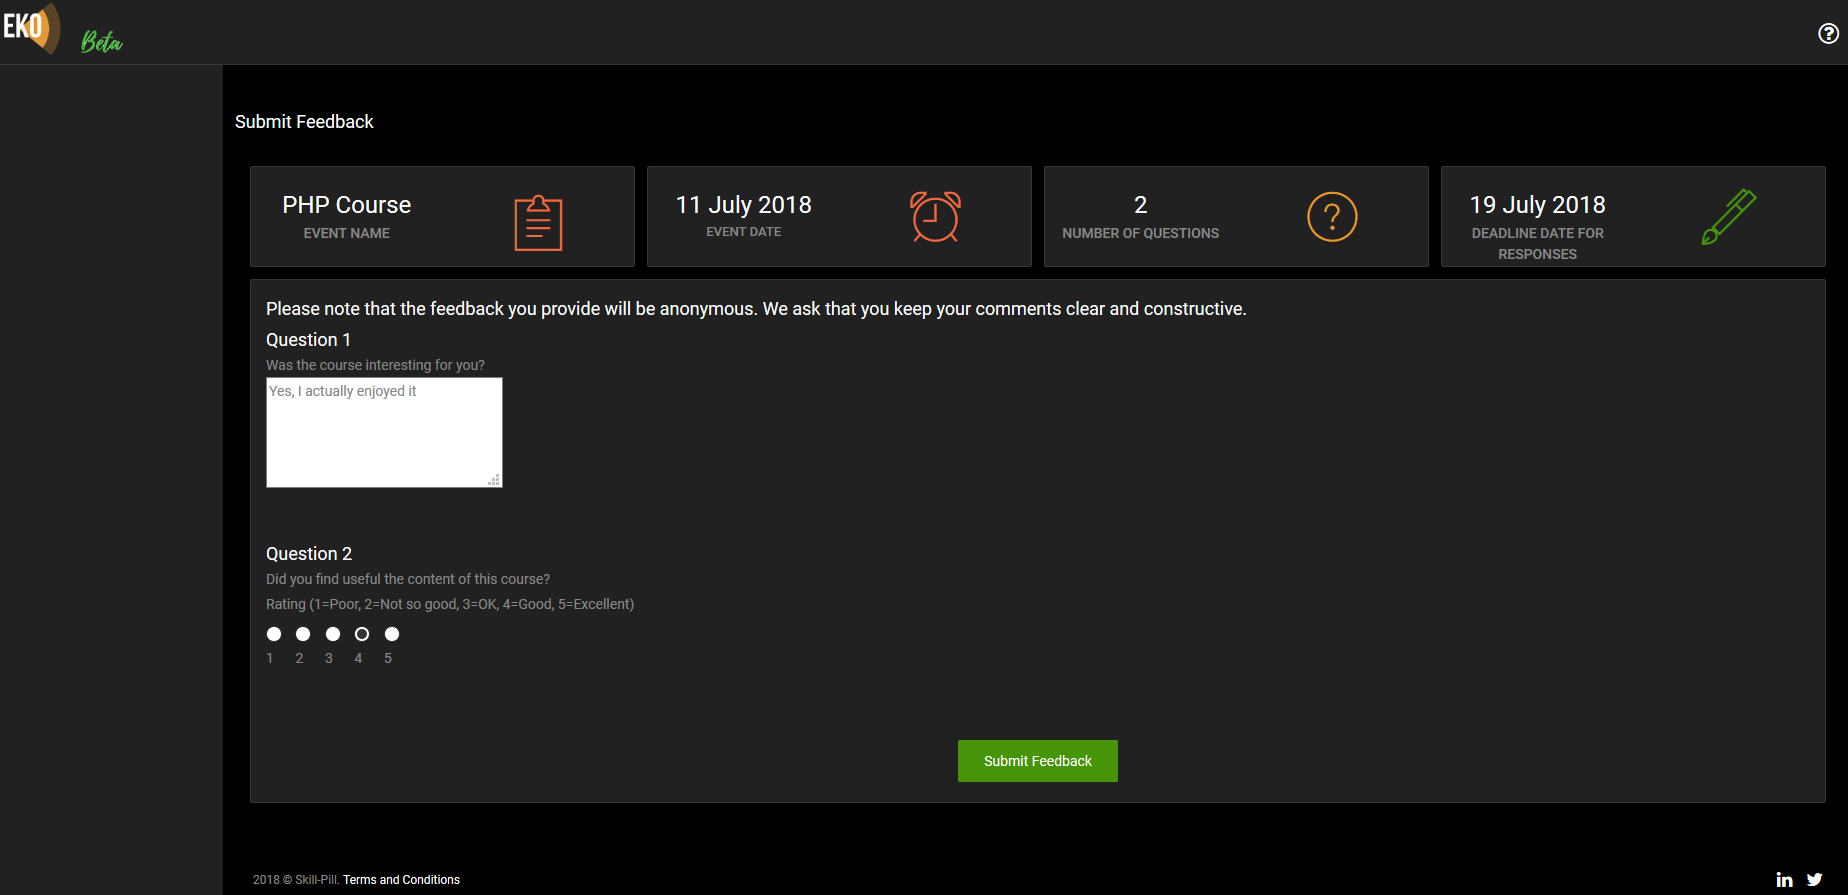 EKO
Beta
Submit Feedback
PHP Course
EVENT NAME
11 July 2018
EVENT DATE
2
NUMBER OF QUESTIONS
?
19 July 2018
DEADLINE DATE FOR
RESPONSES
Please note that the feedback you provide will be anonymous. We ask that you keep your comments clear and constructive.
Question 1
Was the course interesting for you?
Yes, I actually enjoyed it
Question 2
Did you find useful the content of this course?
Rating (1=Poor, 2=Not so good, 3=OK, 4=Good, 5=Excellent)
1 2 3 4 5
Submit Feedback
2018 © Skill-Pill. Terms and Conditions
in